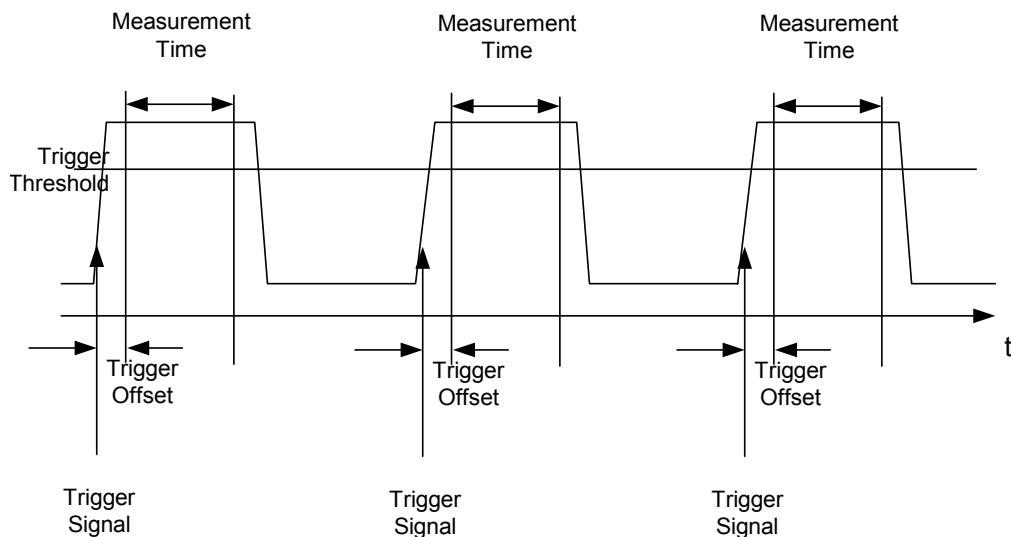 Measurement
Time
Measurement
Time
Measurement
Time
Trigger
Threshold
t
Trigger
Offset
Trigger
Offset
Trigger
Offset
Trigger
Signal
Trigger
Signal
Trigger
Signal